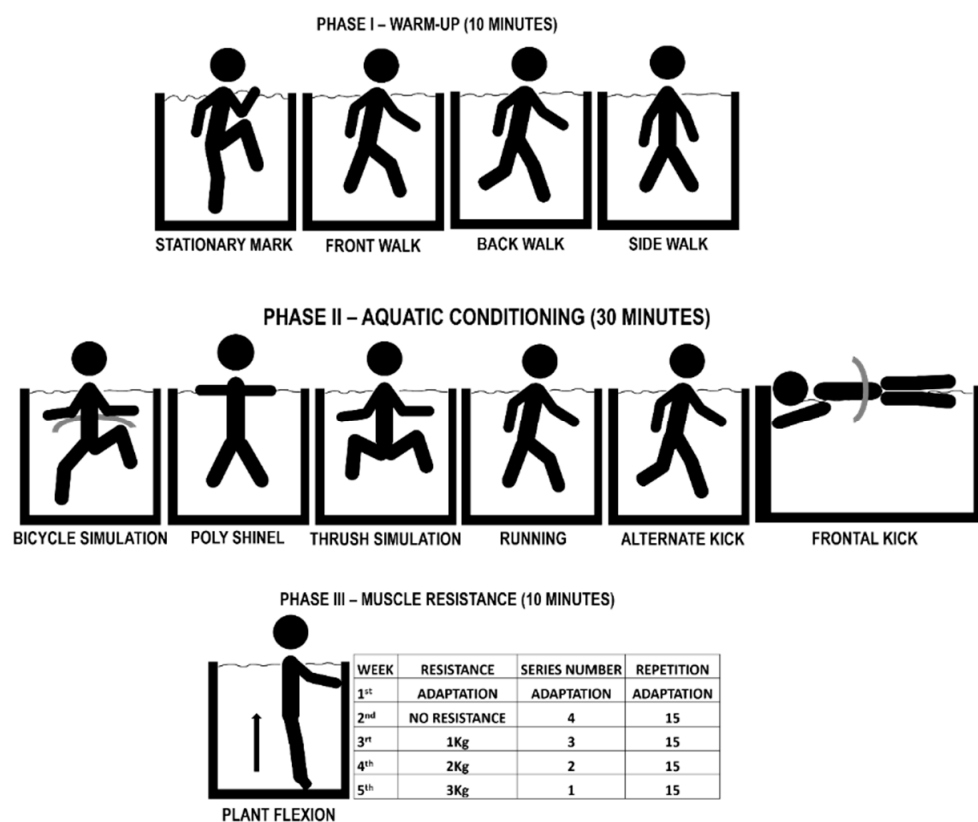 PHASE I – WARM-UP (10 MINUTES)
STATIONARY MARK FRONT WALK BACK WALK SIDE WALK
PHASE II – AQUATIC CONDITIONING (30 MINUTES)
BICYCLE SIMULATION POLY SHINEL THRUSH SIMULATION RUNNING ALTERNATE KICK FRONTAL KICK
PHASE III – MUSCLE RESISTANCE (10 MINUTES)
WEEK RESISTANCE SERIES NUMBER REPETITION
1st ADAPTATION ADAPTATION ADAPTATION
2nd NO RESISTANCE 4 15
3rt 1Kg 3 15
4th 2Kg 2 15
5th 3Kg 1 15
PLANT FLEXION